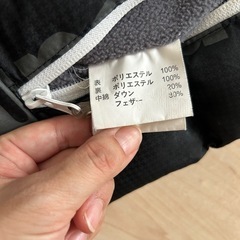 表 ポリエステル 100%
裏 ポリエステル 100%
中綿 ダウン 20%
フェザー